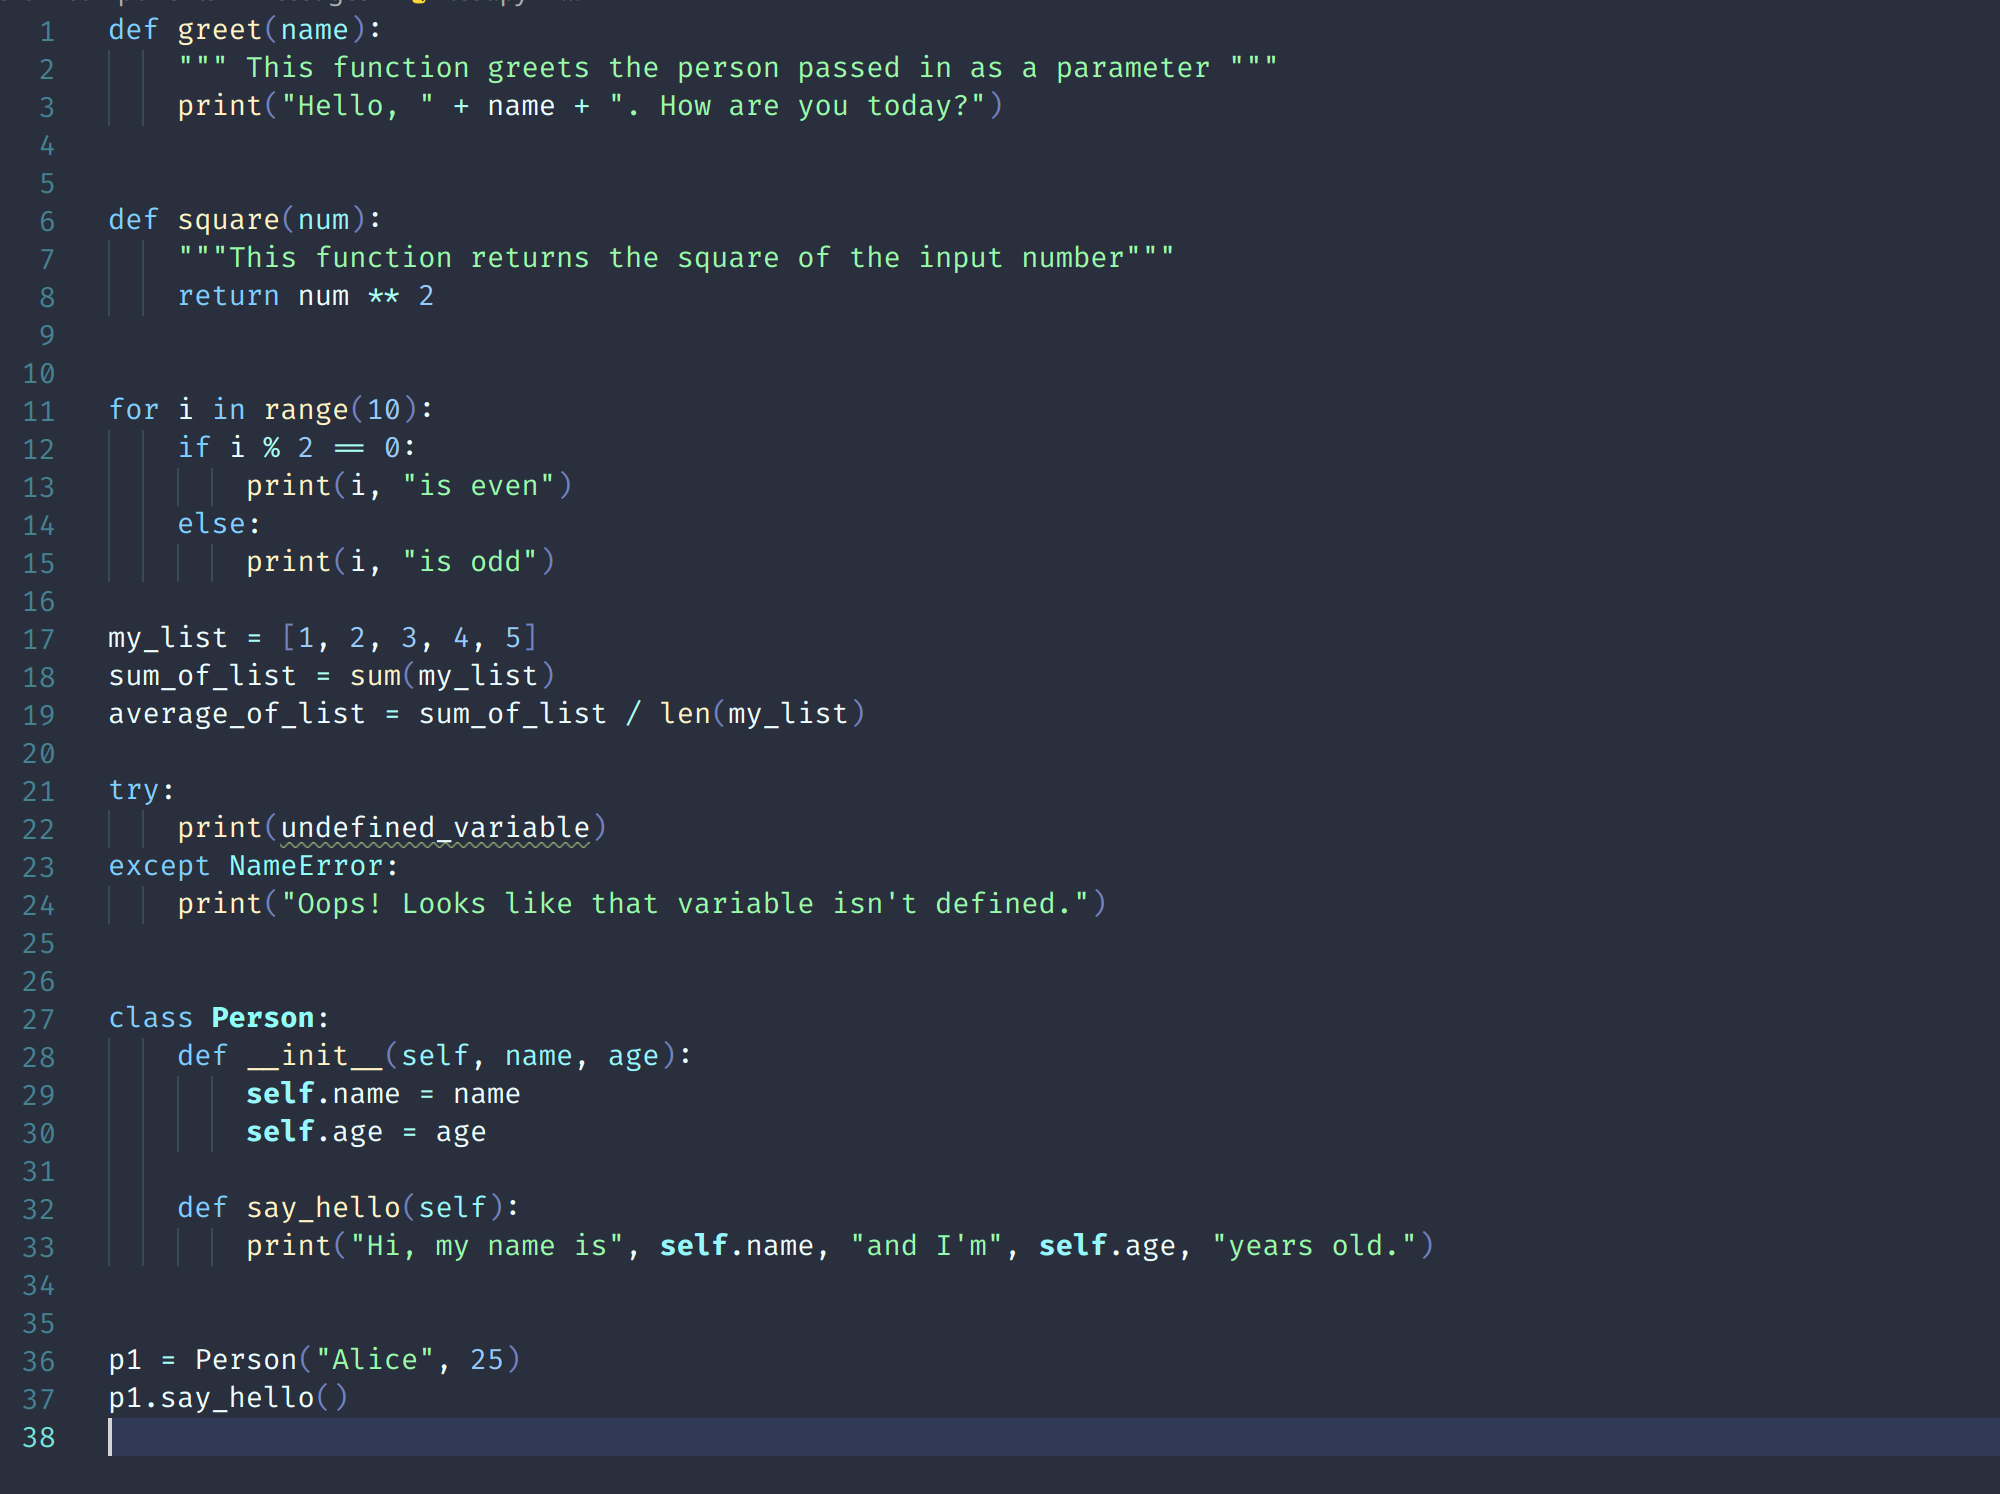 1 def greet(name):
2 """ This function greets the person passed in as a parameter """
3 print("Hello, " + name + ". How are you today?")
4
5
6 def square(num):
7 """This function returns the square of the input number"""
8 return num ** 2
9
10
11 for i in range(10):
12 if i % 2 == 0:
13 print(i, "is even")
14 else:
15 print(i, "is odd")
16
17 my_list = [1, 2, 3, 4, 5]
18 sum_of_list = sum(my_list)
19 average_of_list = sum_of_list / len(my_list)
20
21 try:
22 print(undefined_variable)
23 except NameError:
24 print("Oops! Looks like that variable isn't defined.")
25
26
27 class Person:
28 def __init__(self, name, age):
29 self.name = name
30 self.age = age
31
32 def say_hello(self):
33 print("Hi, my name is", self.name, "and I'm", self.age, "years old.")
34
35
36 p1 = Person("Alice", 25)
37 p1.say_hello()
38